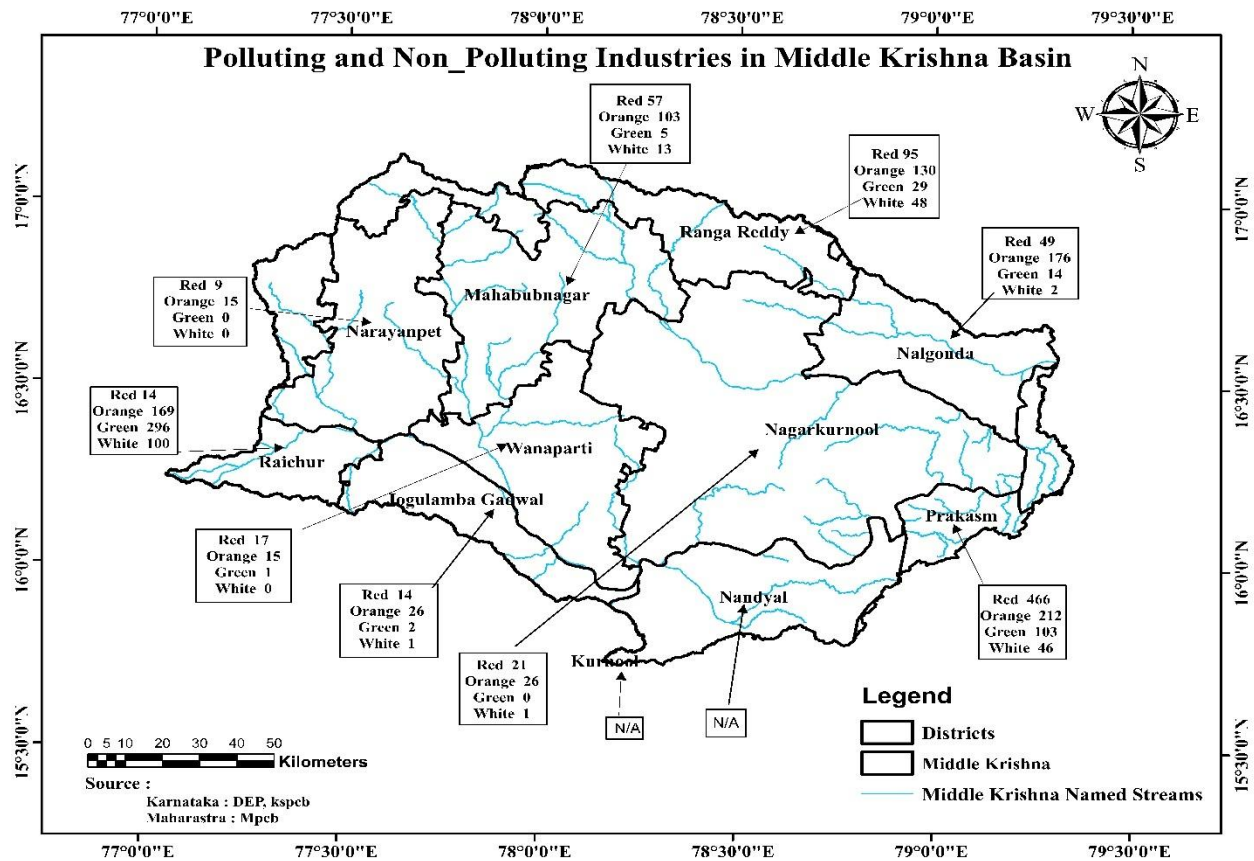 77°0'0"E 77°30'0"E 78°0'0"E 78°30'0"E 79°0'0"E 79°30'0"E
Polluting and Non_Polluting Industries in Middle Krishna Basin
N
W E
S
Red 57
Orange 103
Green 5
White 13
Red 95
Orange 130
Green 29
White 48
17°0'0"N
17°0'0"N
Ranga Reddy
Red 49
Orange 176
Green 14
White 2
Red 9
Orange 15
Green 0
White 0
Mahabubnagar
Narayanpet
Nalgonda
16°30'0"N
16°30'0"N
Red 14
Orange 169
Green 296
White 100
Raichur
Wanaparti
Nagarkurnool
Jogulamba Gadwal
Prakasm
Red 17
Orange 15
Green 1
White 0
16°0'0"N
16°0'0"N
Red 14
Orange 26
Green 2
White 1
Nandyal
Red 466
Orange 212
Green 103
White 46
Red 21
Orange 26
Green 0
White 1
Kurnool
N/A
N/A
Legend
Districts
Middle Krishna
Middle Krishna Named Streams
15°30'0"N
15°30'0"N
0 5 10 20 30 40 50
Kilometers
Source :
Karnataka : DEP, kspcb
Maharastra : Mpcb
77°0'0"E 77°30'0"E 78°0'0"E 78°30'0"E 79°0'0"E 79°30'0"E